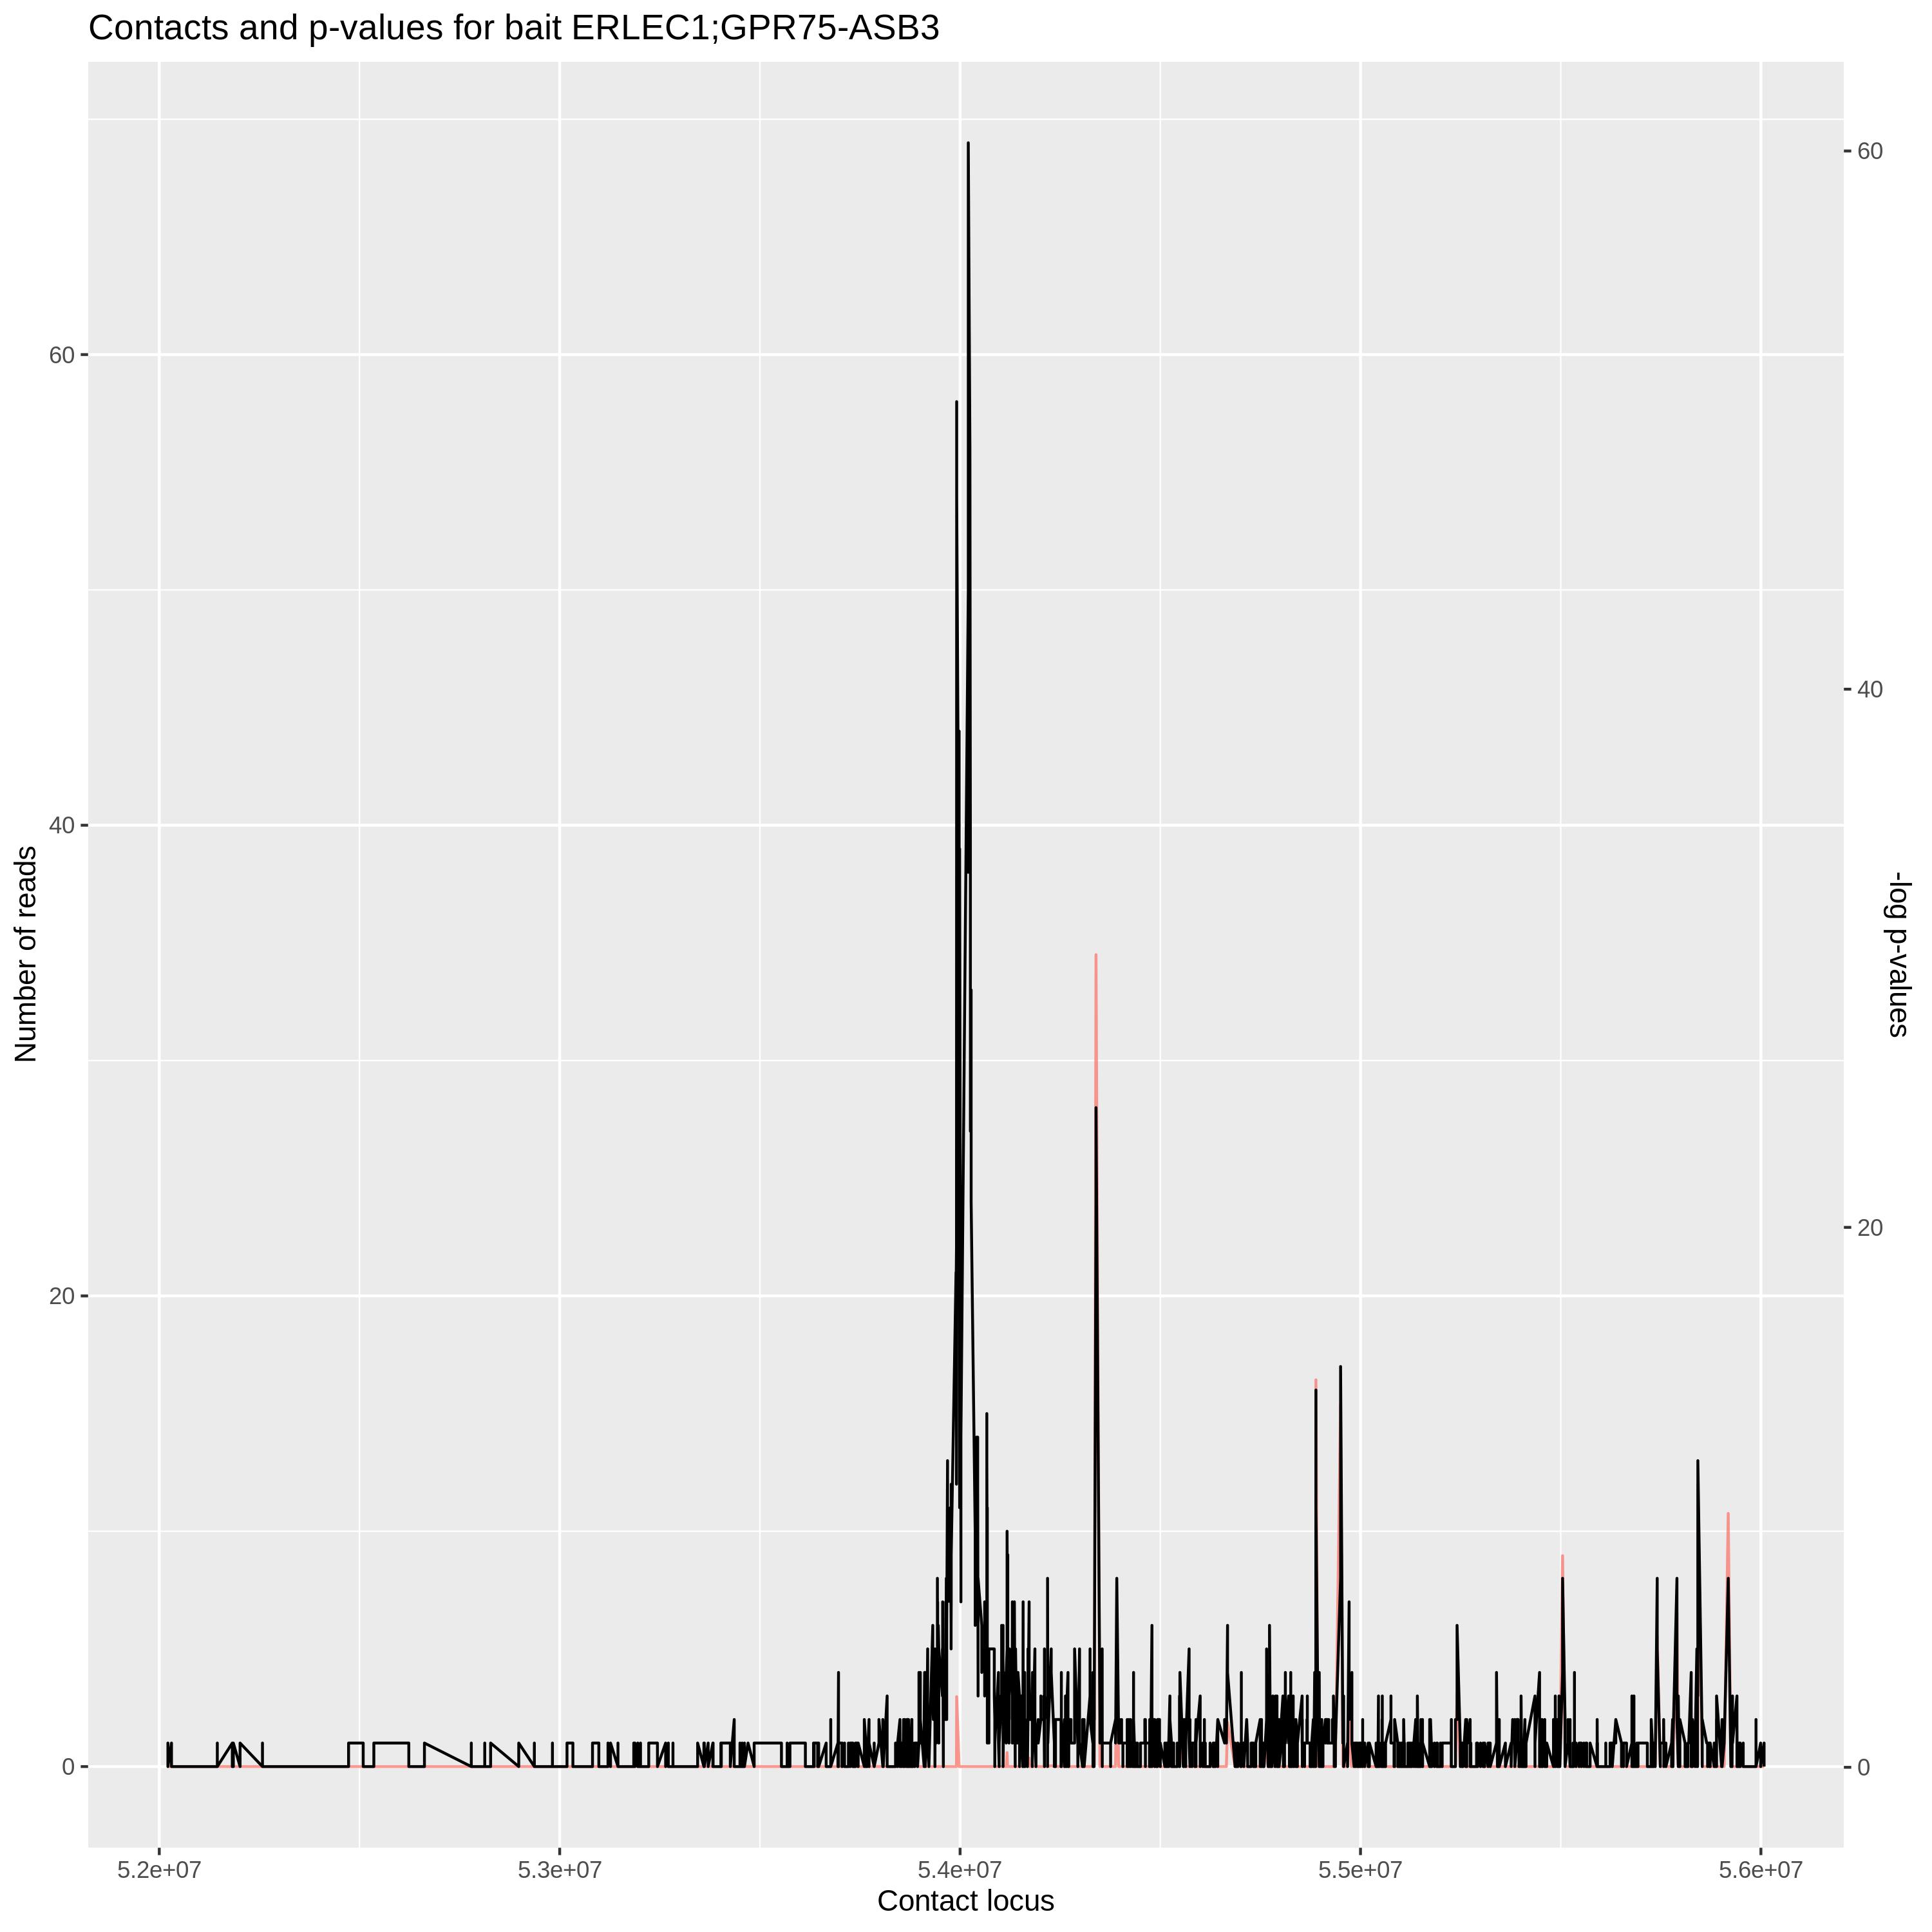 Contacts and p-values for bait ERLEC1;GPR75-ASB3
Number of reads
60
40
20
0
60
40
20
0
-log p-values
5.2e+07 5.3e+07 5.4e+07 5.5e+07 5.6e+07
Contact locus